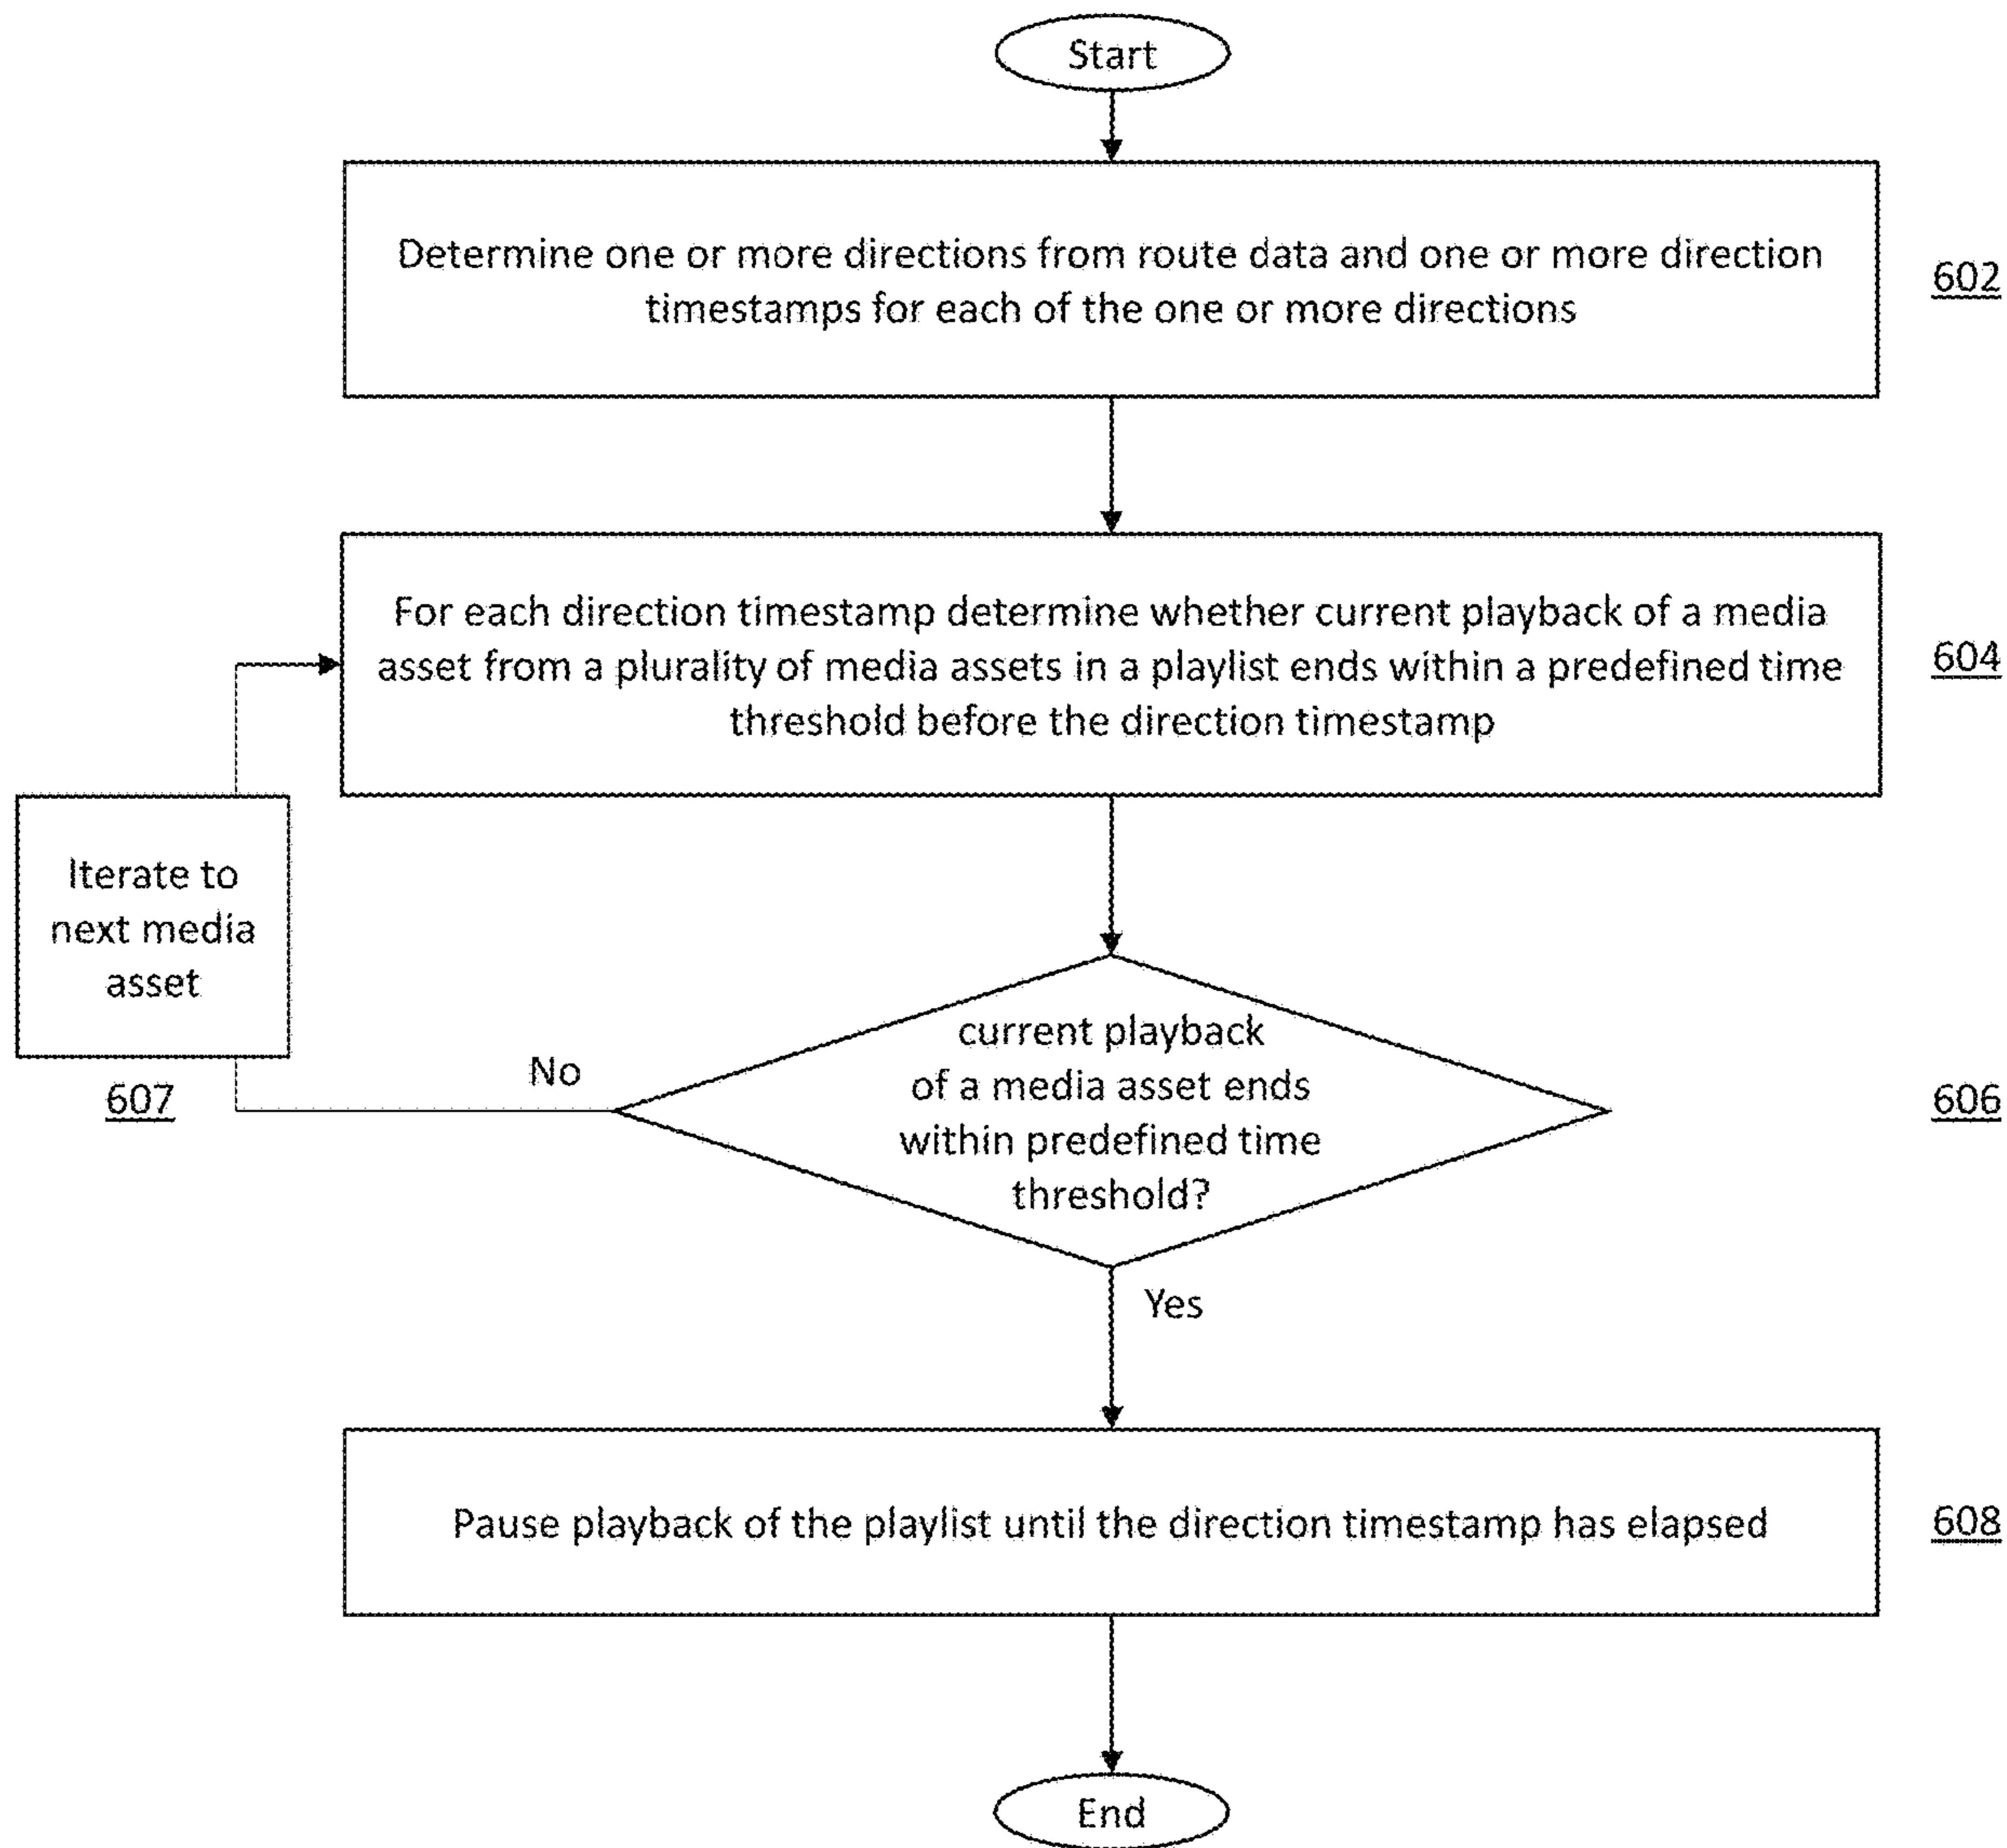 Start
Determine one or more directions from route data and one or more direction
timestamps for each of the one or more directions
602
For each direction timestamp determine whether current playback of a media
asset from a plurality of media assets in a playlist ends within a predefined time
threshold before the direction timestamp
604
Iterate to
next media
asset
607
No
current playback
of a media asset ends
within predefined time
threshold?
606
Yes
Pause playback of the playlist until the direction timestamp has elapsed
608
End